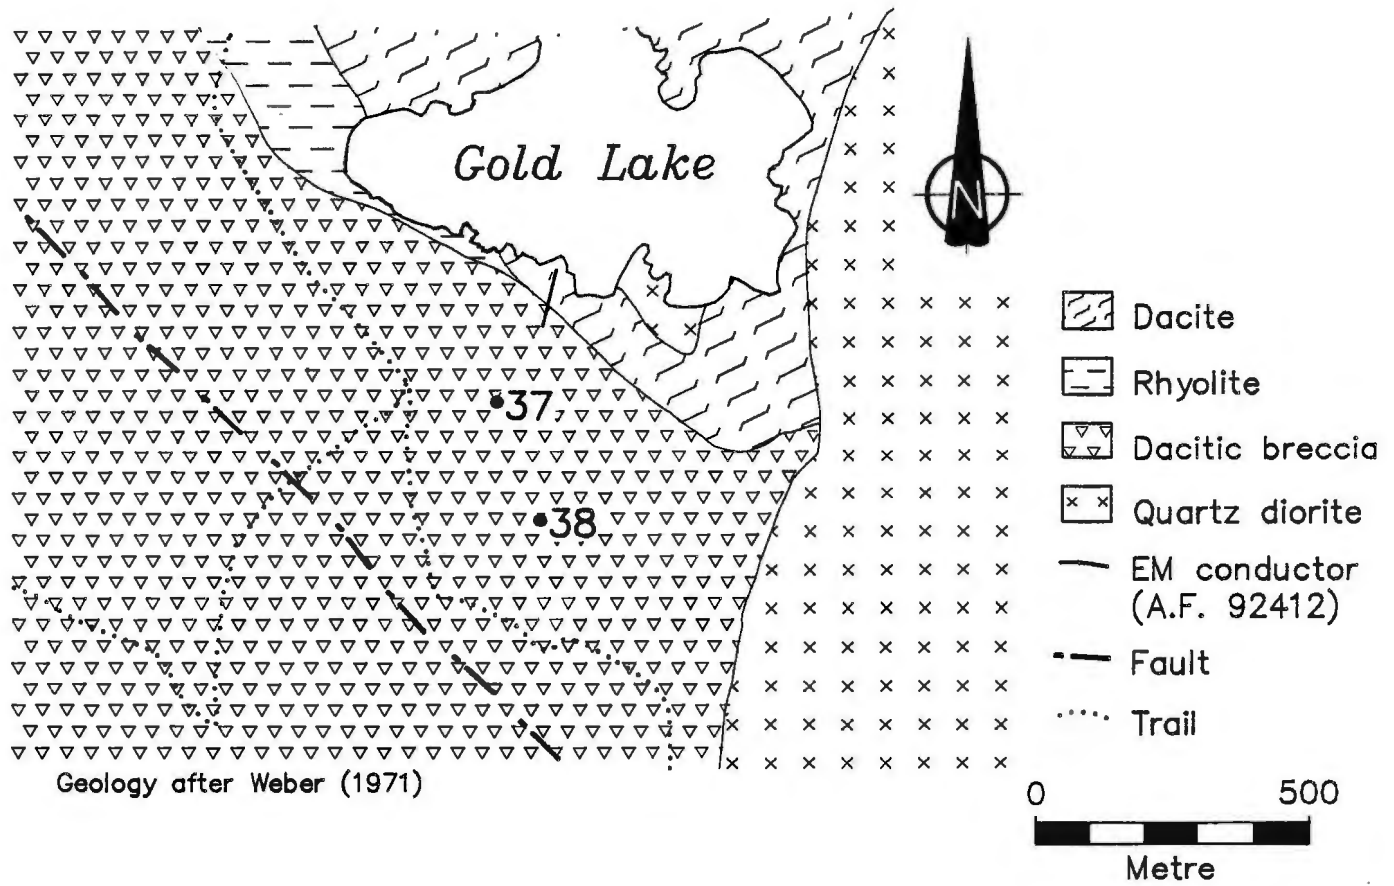 Gold Lake
N
37
38
Dacite
Rhyolite
Dacitic breccia
Quartz diorite
EM conductor
(A.F. 92412)
Fault
Trail
Geology after Weber (1971)
0 500
Metre